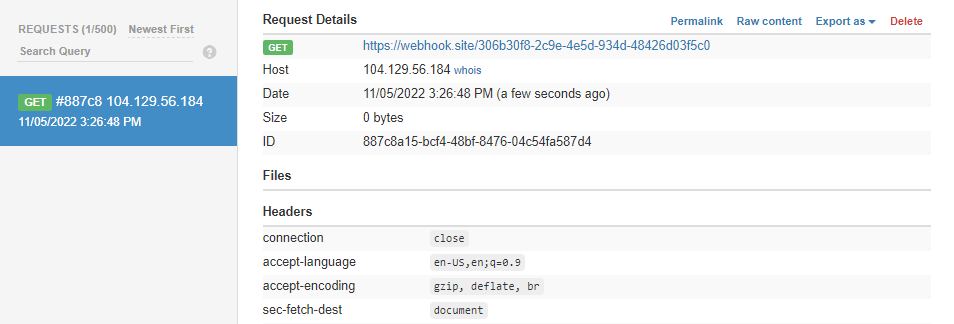 REQUESTS (1/500) Newest First
Search Query
GET #887c8 104.129.56.184
11/05/2022 3:26:48 PM
Request Details Permalink Raw content Export as Delete
GET https://webhook.site/306b30f8-2c9e-4e5d-934d-48426d03f5c0
Host 104.129.56.184 whois
Date 11/05/2022 3:26:48 PM (a few seconds ago)
Size 0 bytes
ID 887c8a15-bcf4-48bf-8476-04c54fa587d4
Files
Headers
connection close
accept-language en-US,en;q=0.9
accept-encoding gzip, deflate, br
sec-fetch-dest document